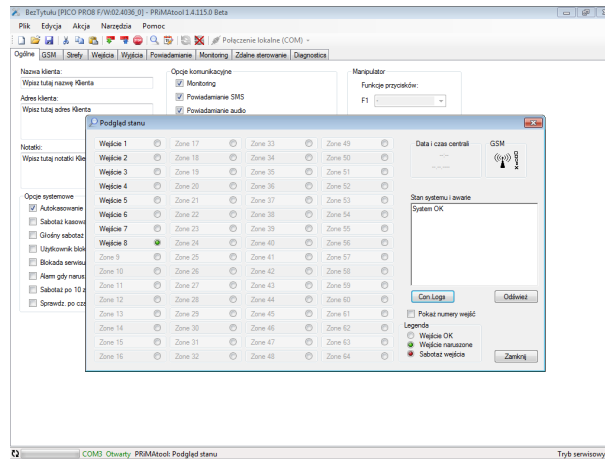 BezTytułu [PICO PRO8 F/W:02.4036_0] - PRiMAtool 1.4.115.0 Beta
Plik Edycja Akcja Narzędzia Pomoc
Połączenie lokalne (COM)
Ogólne GSM Strefy Wejścia Wyjścia Powiadamianie Monitoring Zdalne sterowanie Diagnostics
Nazwa klienta: Opcje komunikacyjne Manipulator
Wpisz tutaj nazwę Klienta Monitoring Funkcje przycisków:
Adres klienta: Powiadamianie SMS F1 -
Wpisz tutaj adres Klienta Powiadamianie audio
Podgląd stanu
Notatki:
Wpisz tutaj notatki Klie
Opcje systemowe
Autokasowanie
Sabotaż kasowa
Głośny sabotaż
Użytkownik blok
Blokada serwisu
Alarm gdy narus
Sabotaż po 10 z
Sprawdz. po cza
Wejście 1 Zone 17 Zone 33 Zone 49
Wejście 2 Zone 18 Zone 34 Zone 50
Wejście 3 Zone 19 Zone 35 Zone 51
Wejście 4 Zone 20 Zone 36 Zone 52
Wejście 5 Zone 21 Zone 37 Zone 53
Wejście 6 Zone 22 Zone 38 Zone 54
Wejście 7 Zone 23 Zone 39 Zone 55
Wejście 8 Zone 24 Zone 40 Zone 56
Zone 9 Zone 25 Zone 41 Zone 57
Zone 10 Zone 26 Zone 42 Zone 58
Zone 11 Zone 27 Zone 43 Zone 59
Zone 12 Zone 28 Zone 44 Zone 60
Zone 13 Zone 29 Zone 45 Zone 61
Zone 14 Zone 30 Zone 46 Zone 62
Zone 15 Zone 31 Zone 47 Zone 63
Zone 16 Zone 32 Zone 48 Zone 64
Data i czas centrali GSM
--:--
--.--.--
Stan systemu i awarie
System OK
Con.Logs Odśwież
Pokaż numery wejść
Legenda
Wejście OK
Wejście naruszone
Sabotaż wejścia
Zamknij
COM3 Otwarty PRiMAtool: Podgląd stanu Tryb serwisowy